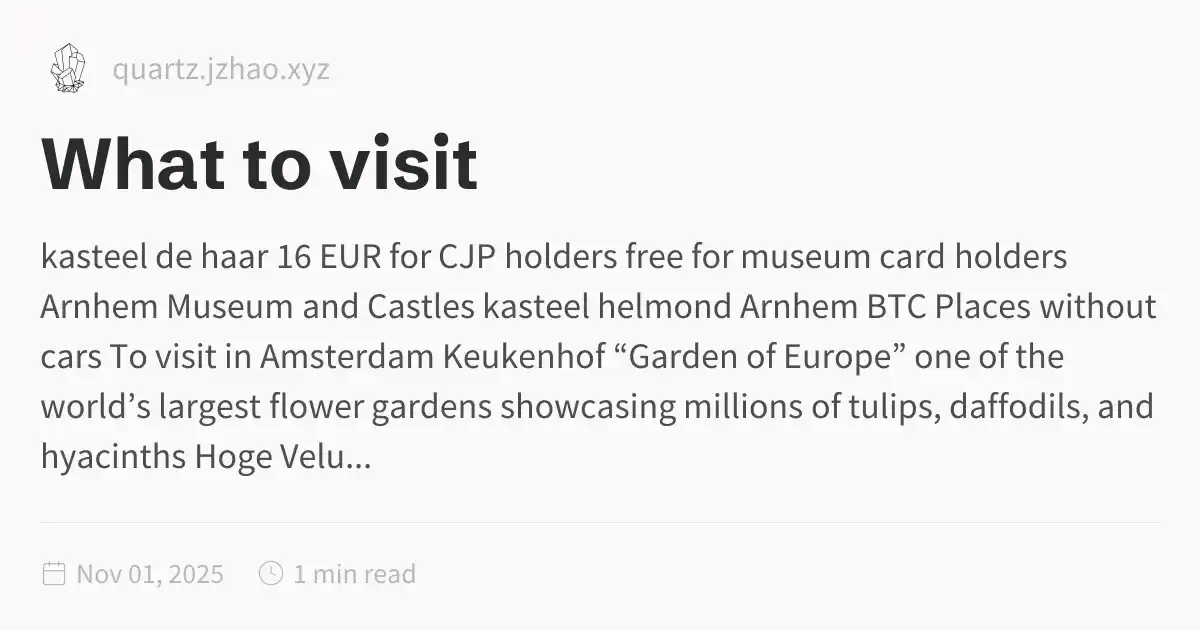 quartz.jzhao.xyz
What to visit
kasteel de haar 16 EUR for CJP holders free for museum card holders
Arnhem Museum and Castles kasteel helmond Arnhem BTC Places without
cars To visit in Amsterdam Keukenhof “Garden of Europe” one of the
world’s largest flower gardens showcasing millions of tulips, daffodils, and
hyacinths Hoge Velu...
Nov 01, 2025 1 min read